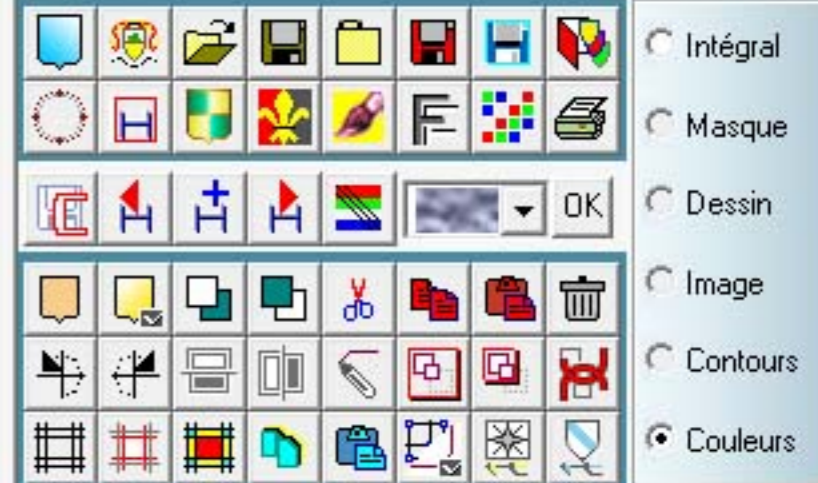 Intégral
Masque
OK
Dessin
Image
Contours
Couleurs